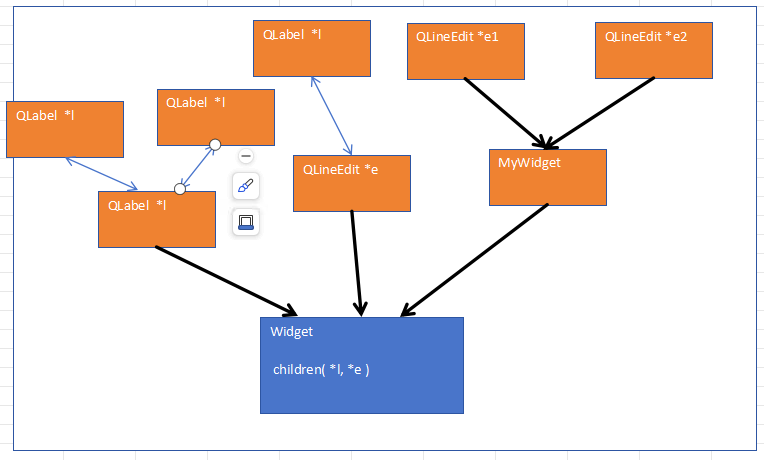 QLabel *l
QLineEdit *e1
QLineEdit *e2
QLabel *l
QLabel *l
QLineEdit *e
MyWidget
QLabel *l
Widget
children( *l, *e )